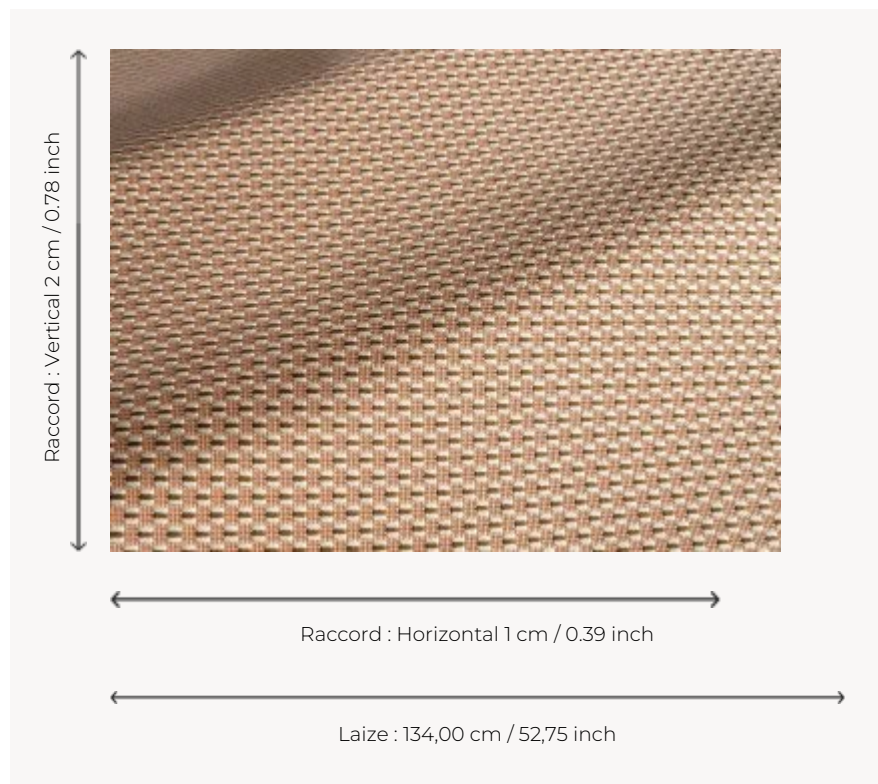 Raccord : Vertical 2 cm / 0.78 inch
Raccord : Horizontal 1 cm / 0.39 inch
Laize : 134,00 cm / 52,75 inch